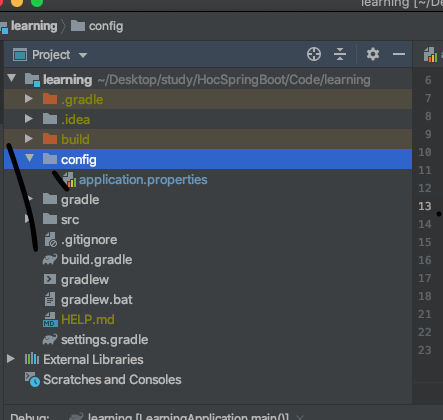 learning [~/De
learning config
Project
learning ~/Desktop/study/HocSpringBoot/Code/learning
.gradle
.idea
build
config
application.properties
gradle
src
.gitignore
build.gradle
gradlew
gradlew.bat
HELP.md
settings.gradle
External Libraries
Scratches and Consoles
6
7
8
9
10
11
12
13
14
15
16
17
18
21
22
23
Debug: learning [LearningApplication.main()]